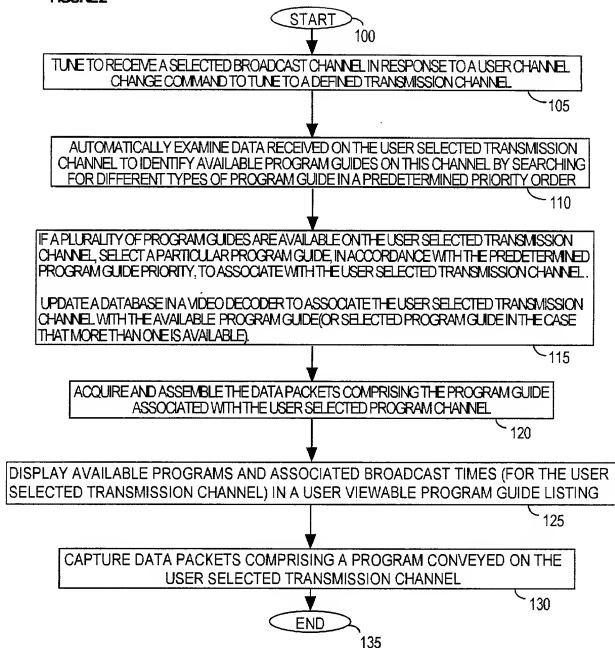 START
100
TUNE TO RECEIVE A SELECTED BROADCAST CHANNEL IN RESPONSE TO A USER CHANNEL
CHANGE COMMAND TO TUNE TO A DEFINED TRANSMISSION CHANNEL
105
AUTOMATICALLY EXAMINE DATA RECEIVED ON THE USER SELECTED TRANSMISSION
CHANNEL TO IDENTIFY AVAILABLE PROGRAM GUIDES ON THIS CHANNEL BY SEARCHING
FOR DIFFERENT TYPES OF PROGRAM GUIDE IN A PREDETERMINED PRIORITY ORDER
110
IF A PLURALITY OF PROGRAM GUIDES ARE AVAILABLE ON THE USER SELECTED TRANSMISSION
CHANNEL, SELECT A PARTICULAR PROGRAM GUIDE, IN ACCORDANCE WITH THE PREDETERMINED
PROGRAM GUIDE PRIORITY, TO ASSOCIATE WITH THE USER SELECTED TRANSMISSION CHANNEL.
UPDATE A DATABASE IN A VIDEO DECODER TO ASSOCIATE THE USER SELECTED TRANSMISSION
CHANNEL WITH THE AVAILABLE PROGRAM GUIDE (OR SELECTED PROGRAM GUIDE IN THE CASE
THAT MORE THAN ONE IS AVAILABLE).
115
ACQUIRE AND ASSEMBLE THE DATA PACKETS COMPRISING THE PROGRAM GUIDE
ASSOCIATED WITH THE USER SELECTED PROGRAM CHANNEL
120
DISPLAY AVAILABLE PROGRAMS AND ASSOCIATED BROADCAST TIMES (FOR THE USER
SELECTED TRANSMISSION CHANNEL) IN A USER VIEWABLE PROGRAM GUIDE LISTING
125
CAPTURE DATA PACKETS COMPRISING A PROGRAM CONVEYED ON THE
USER SELECTED TRANSMISSION CHANNEL
130
END
135